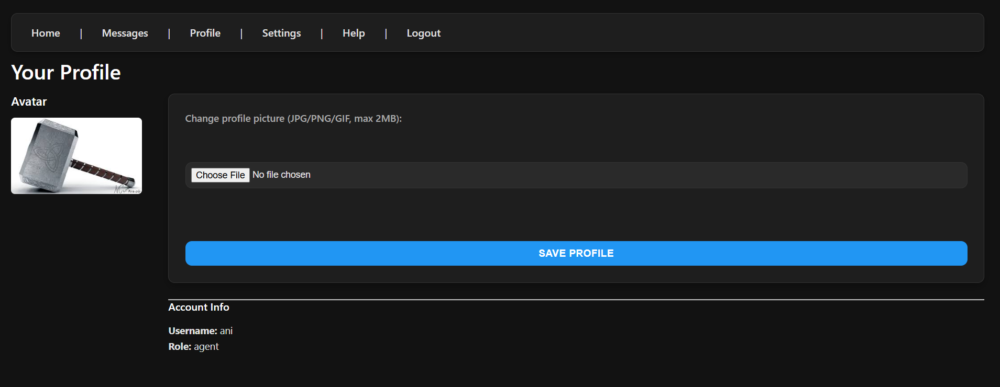 Home | Messages | Profile | Settings | Help | Logout
Your Profile
Avatar
Change profile picture (JPG/PNG/GIF, max 2MB):
Choose File No file chosen
SAVE PROFILE
Account Info
Username: ani
Role: agent